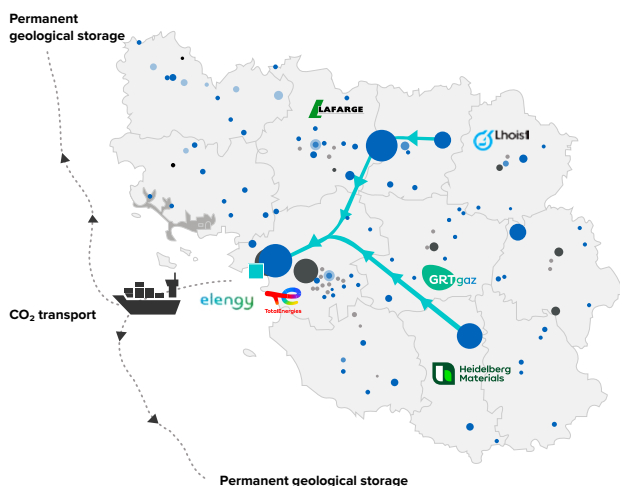 Permanent
geological storage
LAFARGE
Lhoist
GRTgaz
elengy
TotalEnergies
CO₂ transport
Heidelberg
Materials
Permanent geological storage